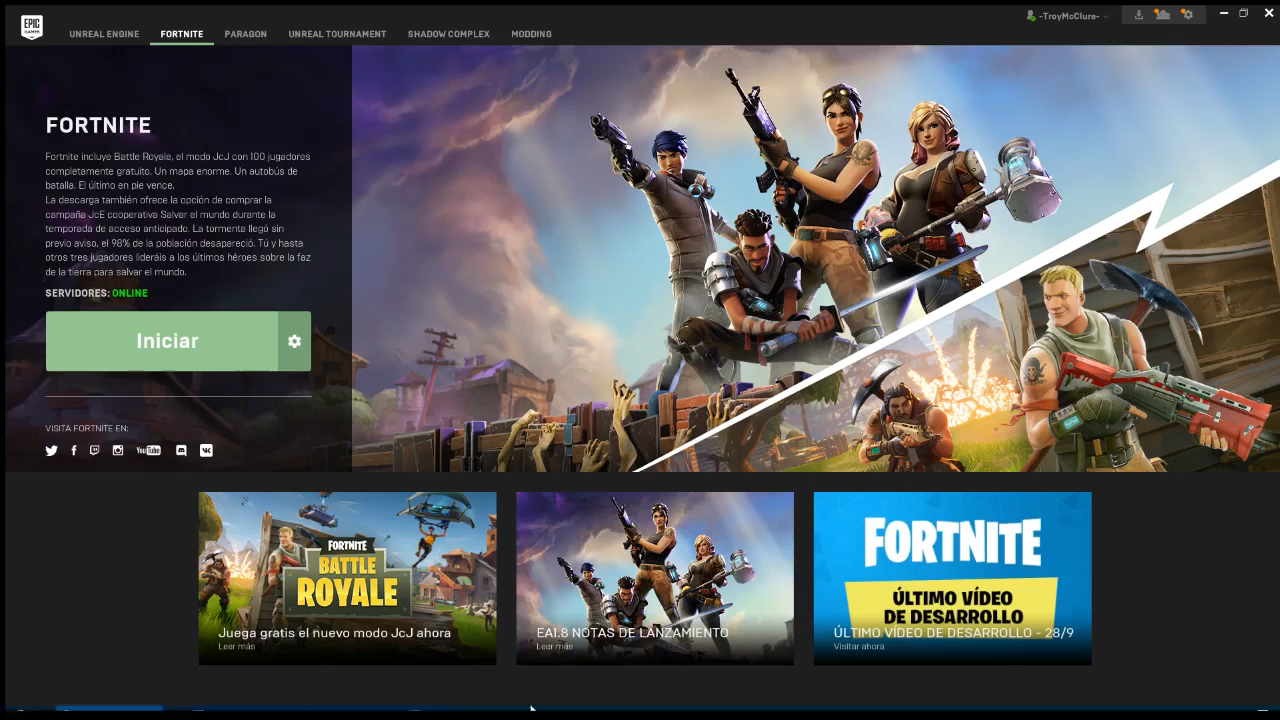 EPIC
GAMES
-TroyMcClure-
UNREAL ENGINE
FORTNITE
PARAGON
UNREAL TOURNAMENT
SHADOW COMPLEX
MODDING
FORTNITE
Fortnite incluye Battle Royale, el modo JcJ con 100 jugadores
completamente gratuito. Un mapa enorme. Un autobús de
batalla. El último en pie vence.
La descarga también ofrece la opción de comprar la
campaña JcE cooperativa Salvar el mundo durante la
temporada de acceso anticipado. La tormenta llegó sin
previo aviso, el 98% de la población desapareció. Tú y hasta
otros tres jugadores lideráis a los últimos héroes sobre la faz
de la tierra para salvar el mundo.
SERVIDORES: ONLINE
Iniciar
VISITA FORTNITE EN:
YouTube
FORTNITE
BATTLE
ROYALE
Juega gratis el nuevo modo JcJ ahora
Leer más
EA1.8 NOTAS DE LANZAMIENTO
Leer más
FORTNITE
ÚLTIMO VÍDEO
DE DESARROLLO
ÚLTIMO VÍDEO DE DESARROLLO - 28/9
Visitar ahora